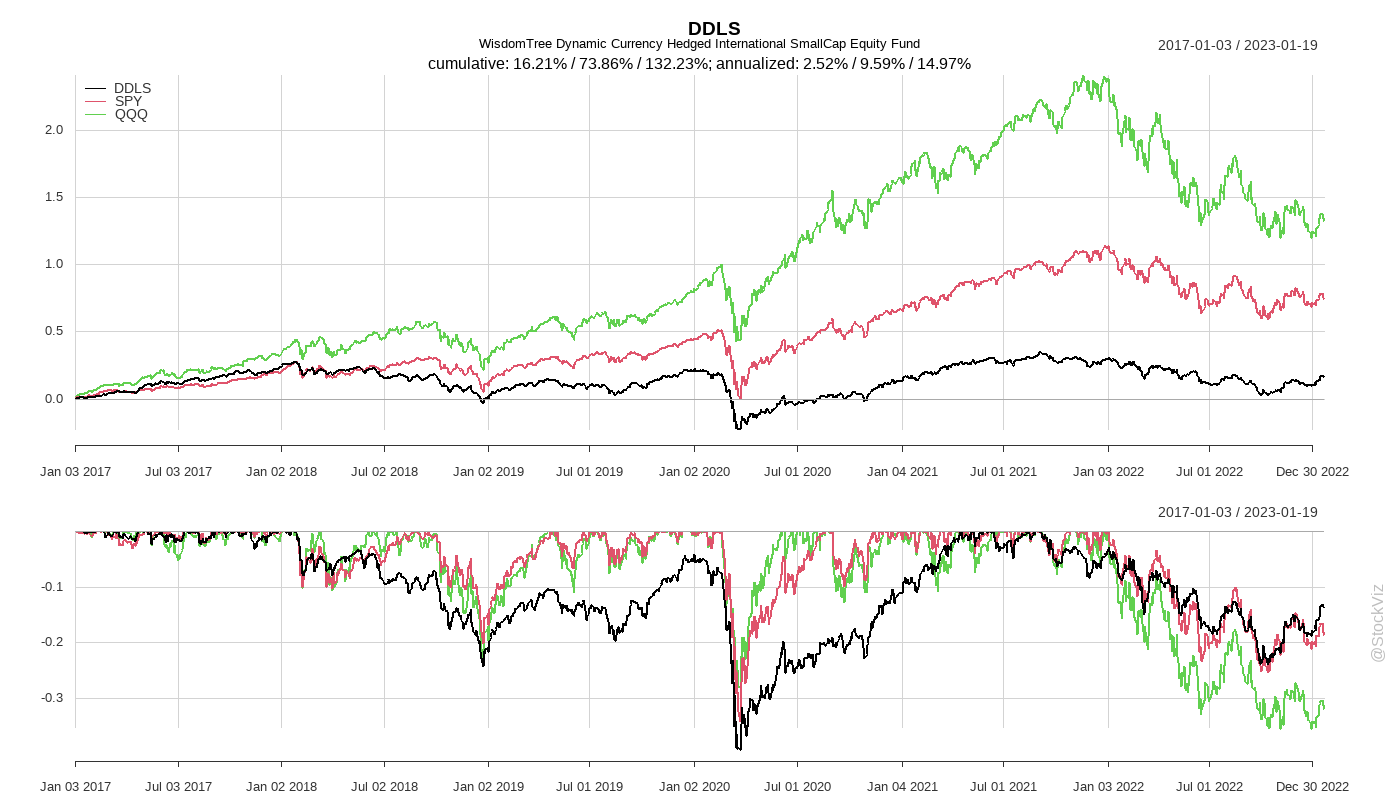 DDLS
WisdomTree Dynamic Currency Hedged International SmallCap Equity Fund
2017-01-03 / 2023-01-19
cumulative: 16.21% / 73.86% / 132.23%; annualized: 2.52% / 9.59% / 14.97%
DDLS
SPY
QQQ
2.0
1.5
1.0
0.5
0.0
Jan 03 2017 Jul 03 2017 Jan 02 2018 Jul 02 2018 Jan 02 2019 Jul 01 2019 Jan 02 2020 Jul 01 2020 Jan 04 2021 Jul 01 2021 Jan 03 2022 Jul 01 2022 Dec 30 2022
2017-01-03 / 2023-01-19
-0.1
-0.2
-0.3
Jan 03 2017 Jul 03 2017 Jan 02 2018 Jul 02 2018 Jan 02 2019 Jul 01 2019 Jan 02 2020 Jul 01 2020 Jan 04 2021 Jul 01 2021 Jan 03 2022 Jul 01 2022 Dec 30 2022
@StockViz